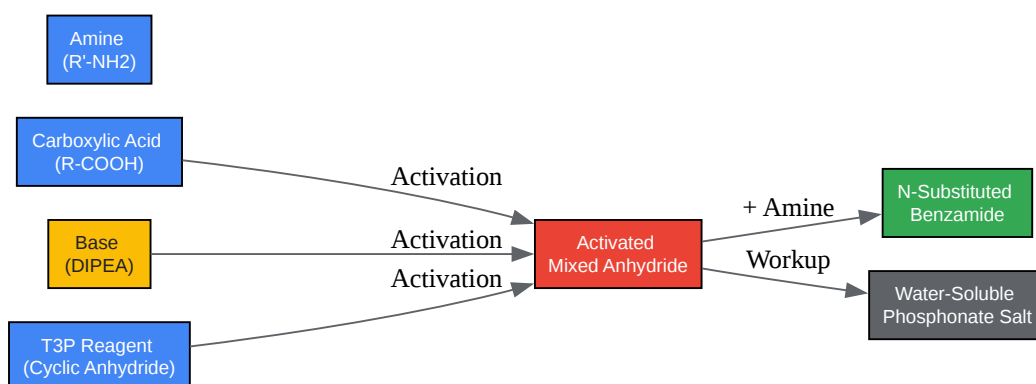 Amine
(R'-NH2)
Carboxylic Acid
(R-COOH)
Activation
Base
(DIPEA)
Activation
T3P Reagent
(Cyclic Anhydride)
Activation
Activated
Mixed Anhydride
+ Amine
N-Substituted
Benzamide
Workup
Water-Soluble
Phosphonate Salt